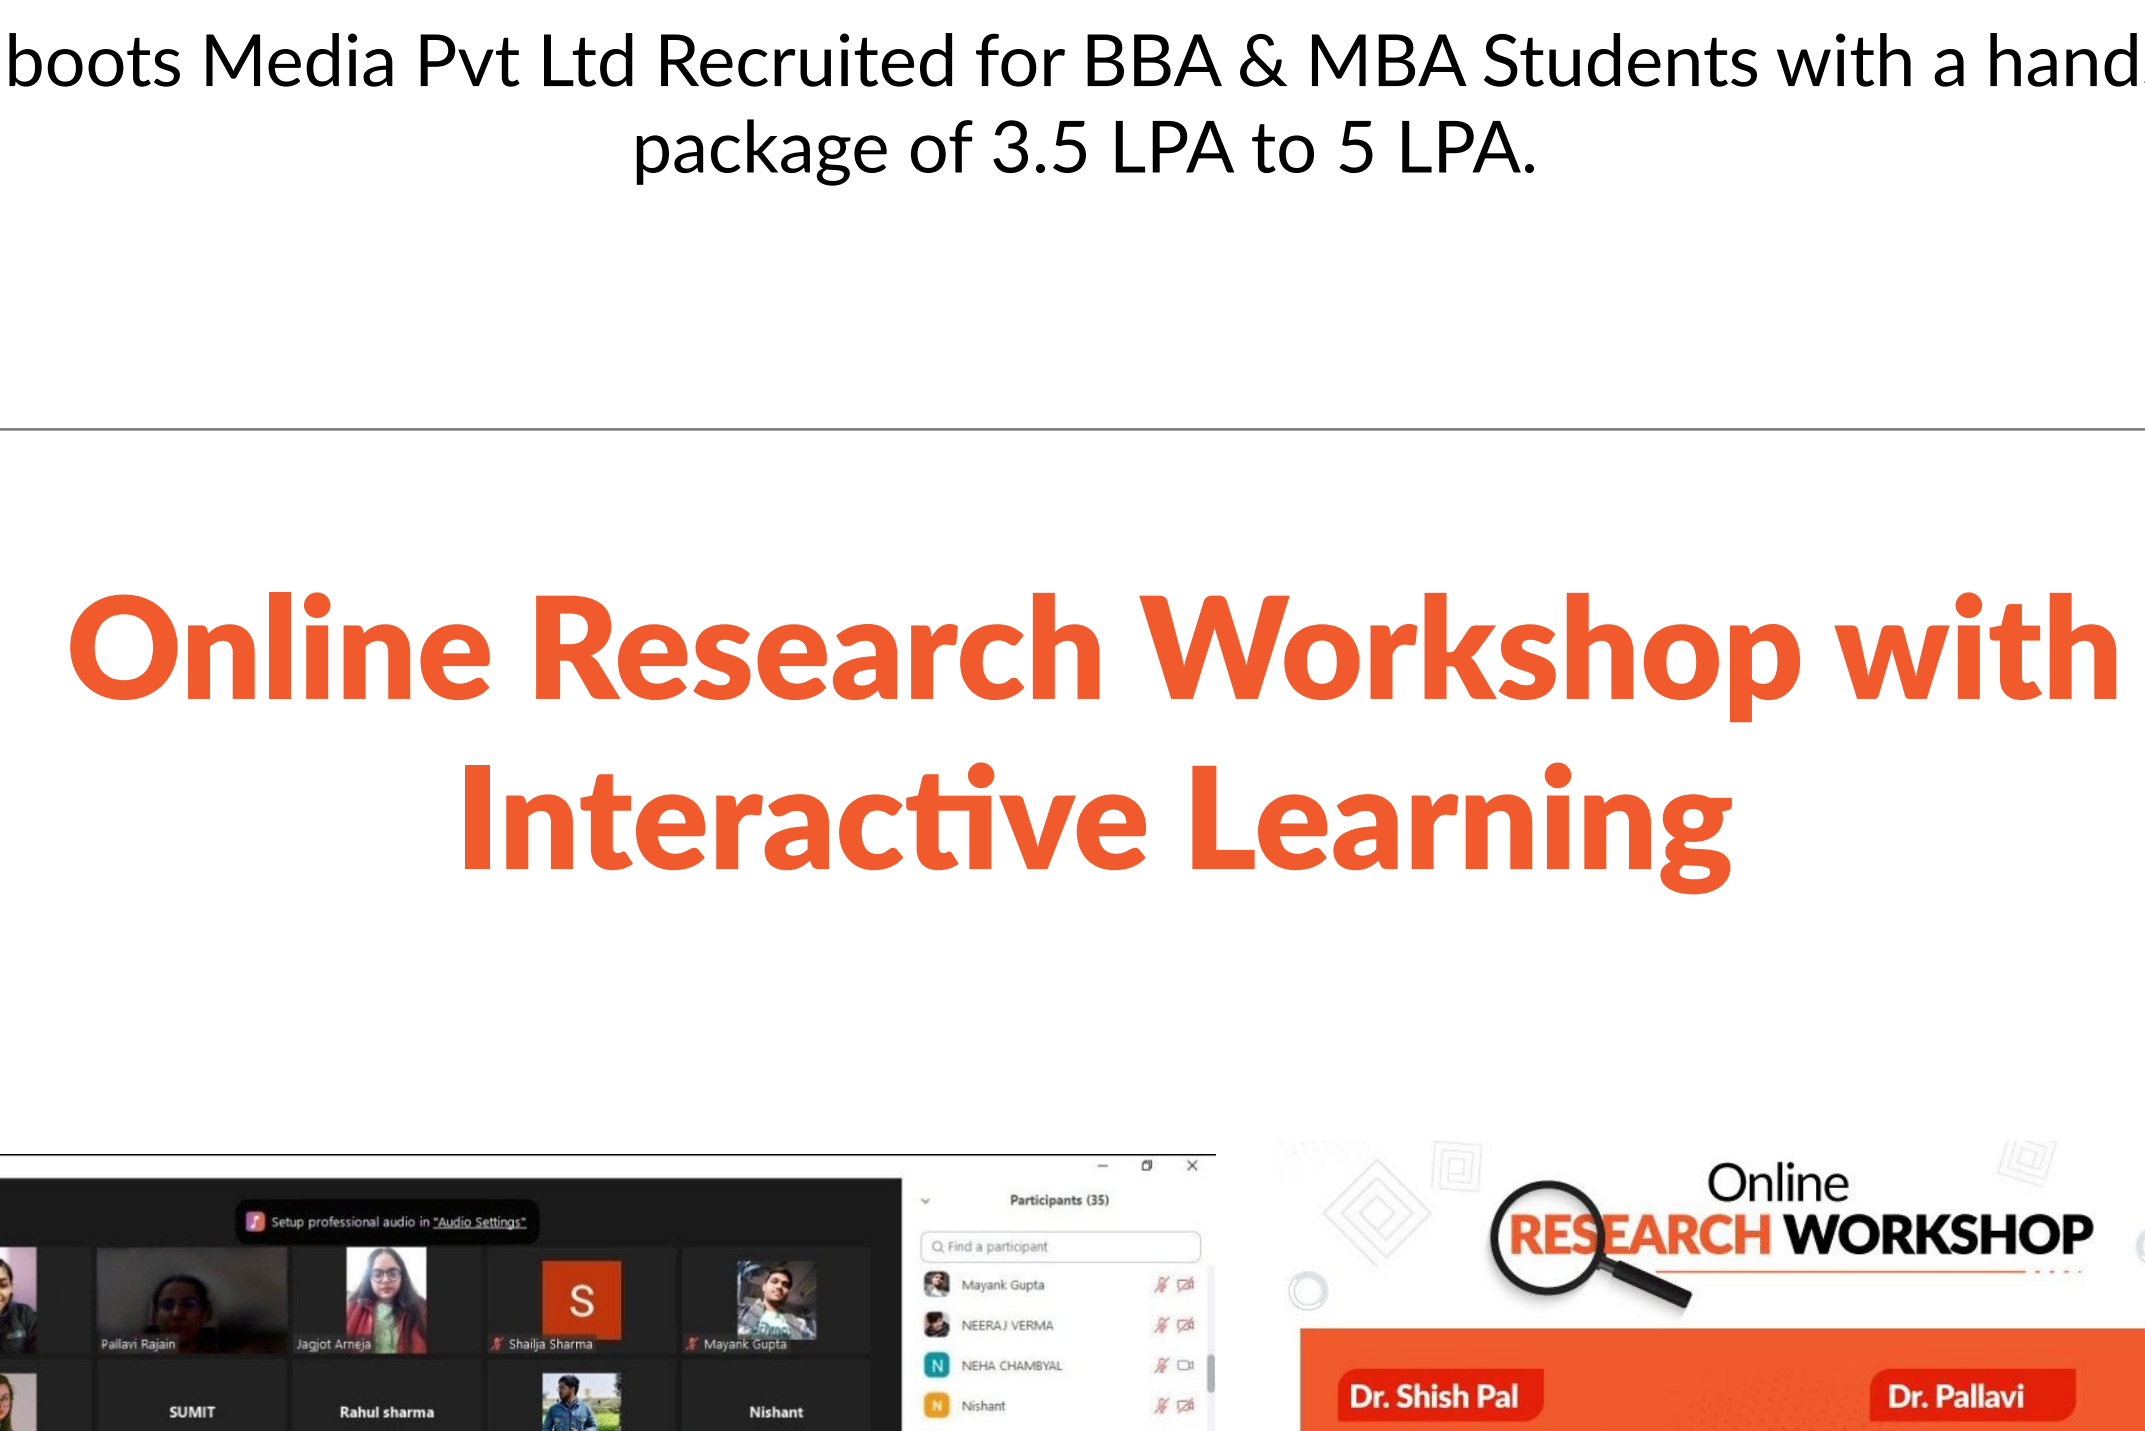 boots Media Pvt Ltd Recruited for BBA & MBA Students with a hand
package of 3.5 LPA to 5 LPA.
Online Research Workshop with
Interactive Learning
Setup professional audio in "Audio Settings"
Pallavi Rajain
Jagjot Arneja
Shailja Sharma
S
Mayank Gupta
SUMIT
Rahul sharma
Nishant
Participants (35)
Find a participant
Mayank Gupta
NEERAJ VERMA
N NEHA CHAMBYAL
N Nishant
Online
RESEARCH WORKSHOP
Dr. Shish Pal
Dr. Pallavi